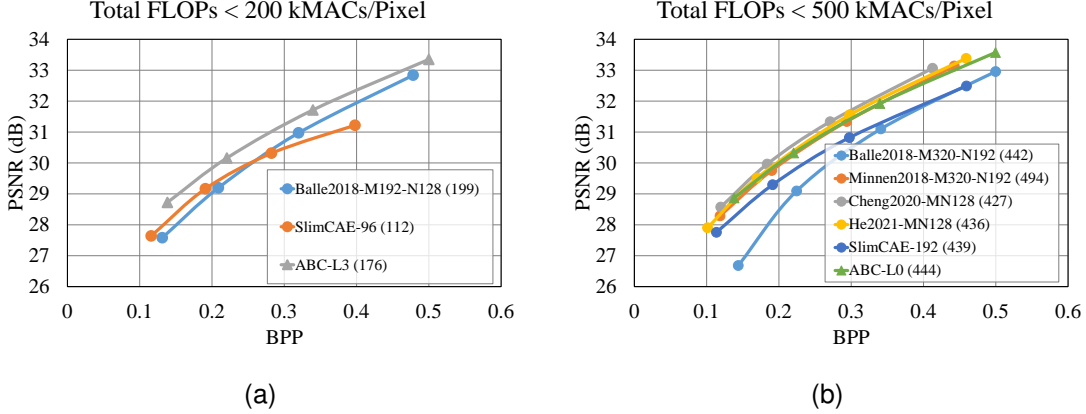 Total FLOPs < 200 kMACs/Pixel
34
33
32
31
30
29
28
27
26
PSNR (dB)
0 0.1 0.2 0.3 0.4 0.5 0.6
BPP
Balle2018-M192-N128 (199)
SlimCAE-96 (112)
ABC-L3 (176)
(a)
Total FLOPs < 500 kMACs/Pixel
34
33
32
31
30
29
28
27
26
PSNR (dB)
0 0.1 0.2 0.3 0.4 0.5 0.6
BPP
Balle2018-M320-N192 (442)
Minnen2018-M320-N192 (494)
Cheng2020-MN128 (427)
He2021-MN128 (436)
SlimCAE-192 (439)
ABC-L0 (444)
(b)